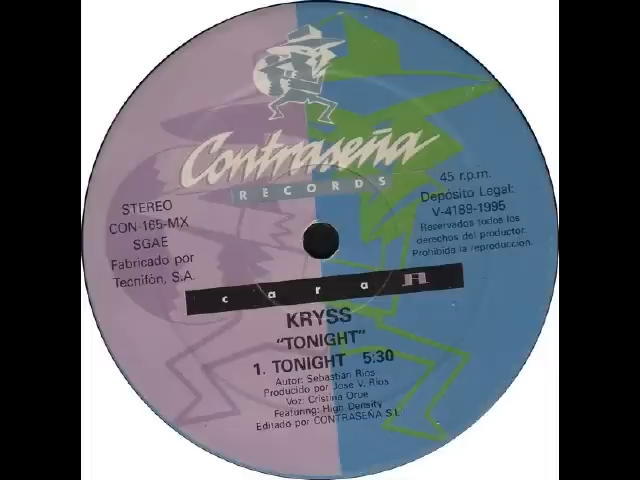 Contraseña
RECORDS
STEREO
CON-165-MX
SGAE
Fabricado por
Tecnifón, S.A.
45 r.p.m.
Depósito Legal:
V-4189-1995
Reservados todos los
derechos del productor.
Prohibida la reproducción.
cara A
KRYSS
"TONIGHT"
1. TONIGHT 5:30
Autor: Sebastián Ríos
Producido por José V. Ríos
Voz: Cristina Orue
Featuring: High Density
Editado por CONTRASEÑA S.L.